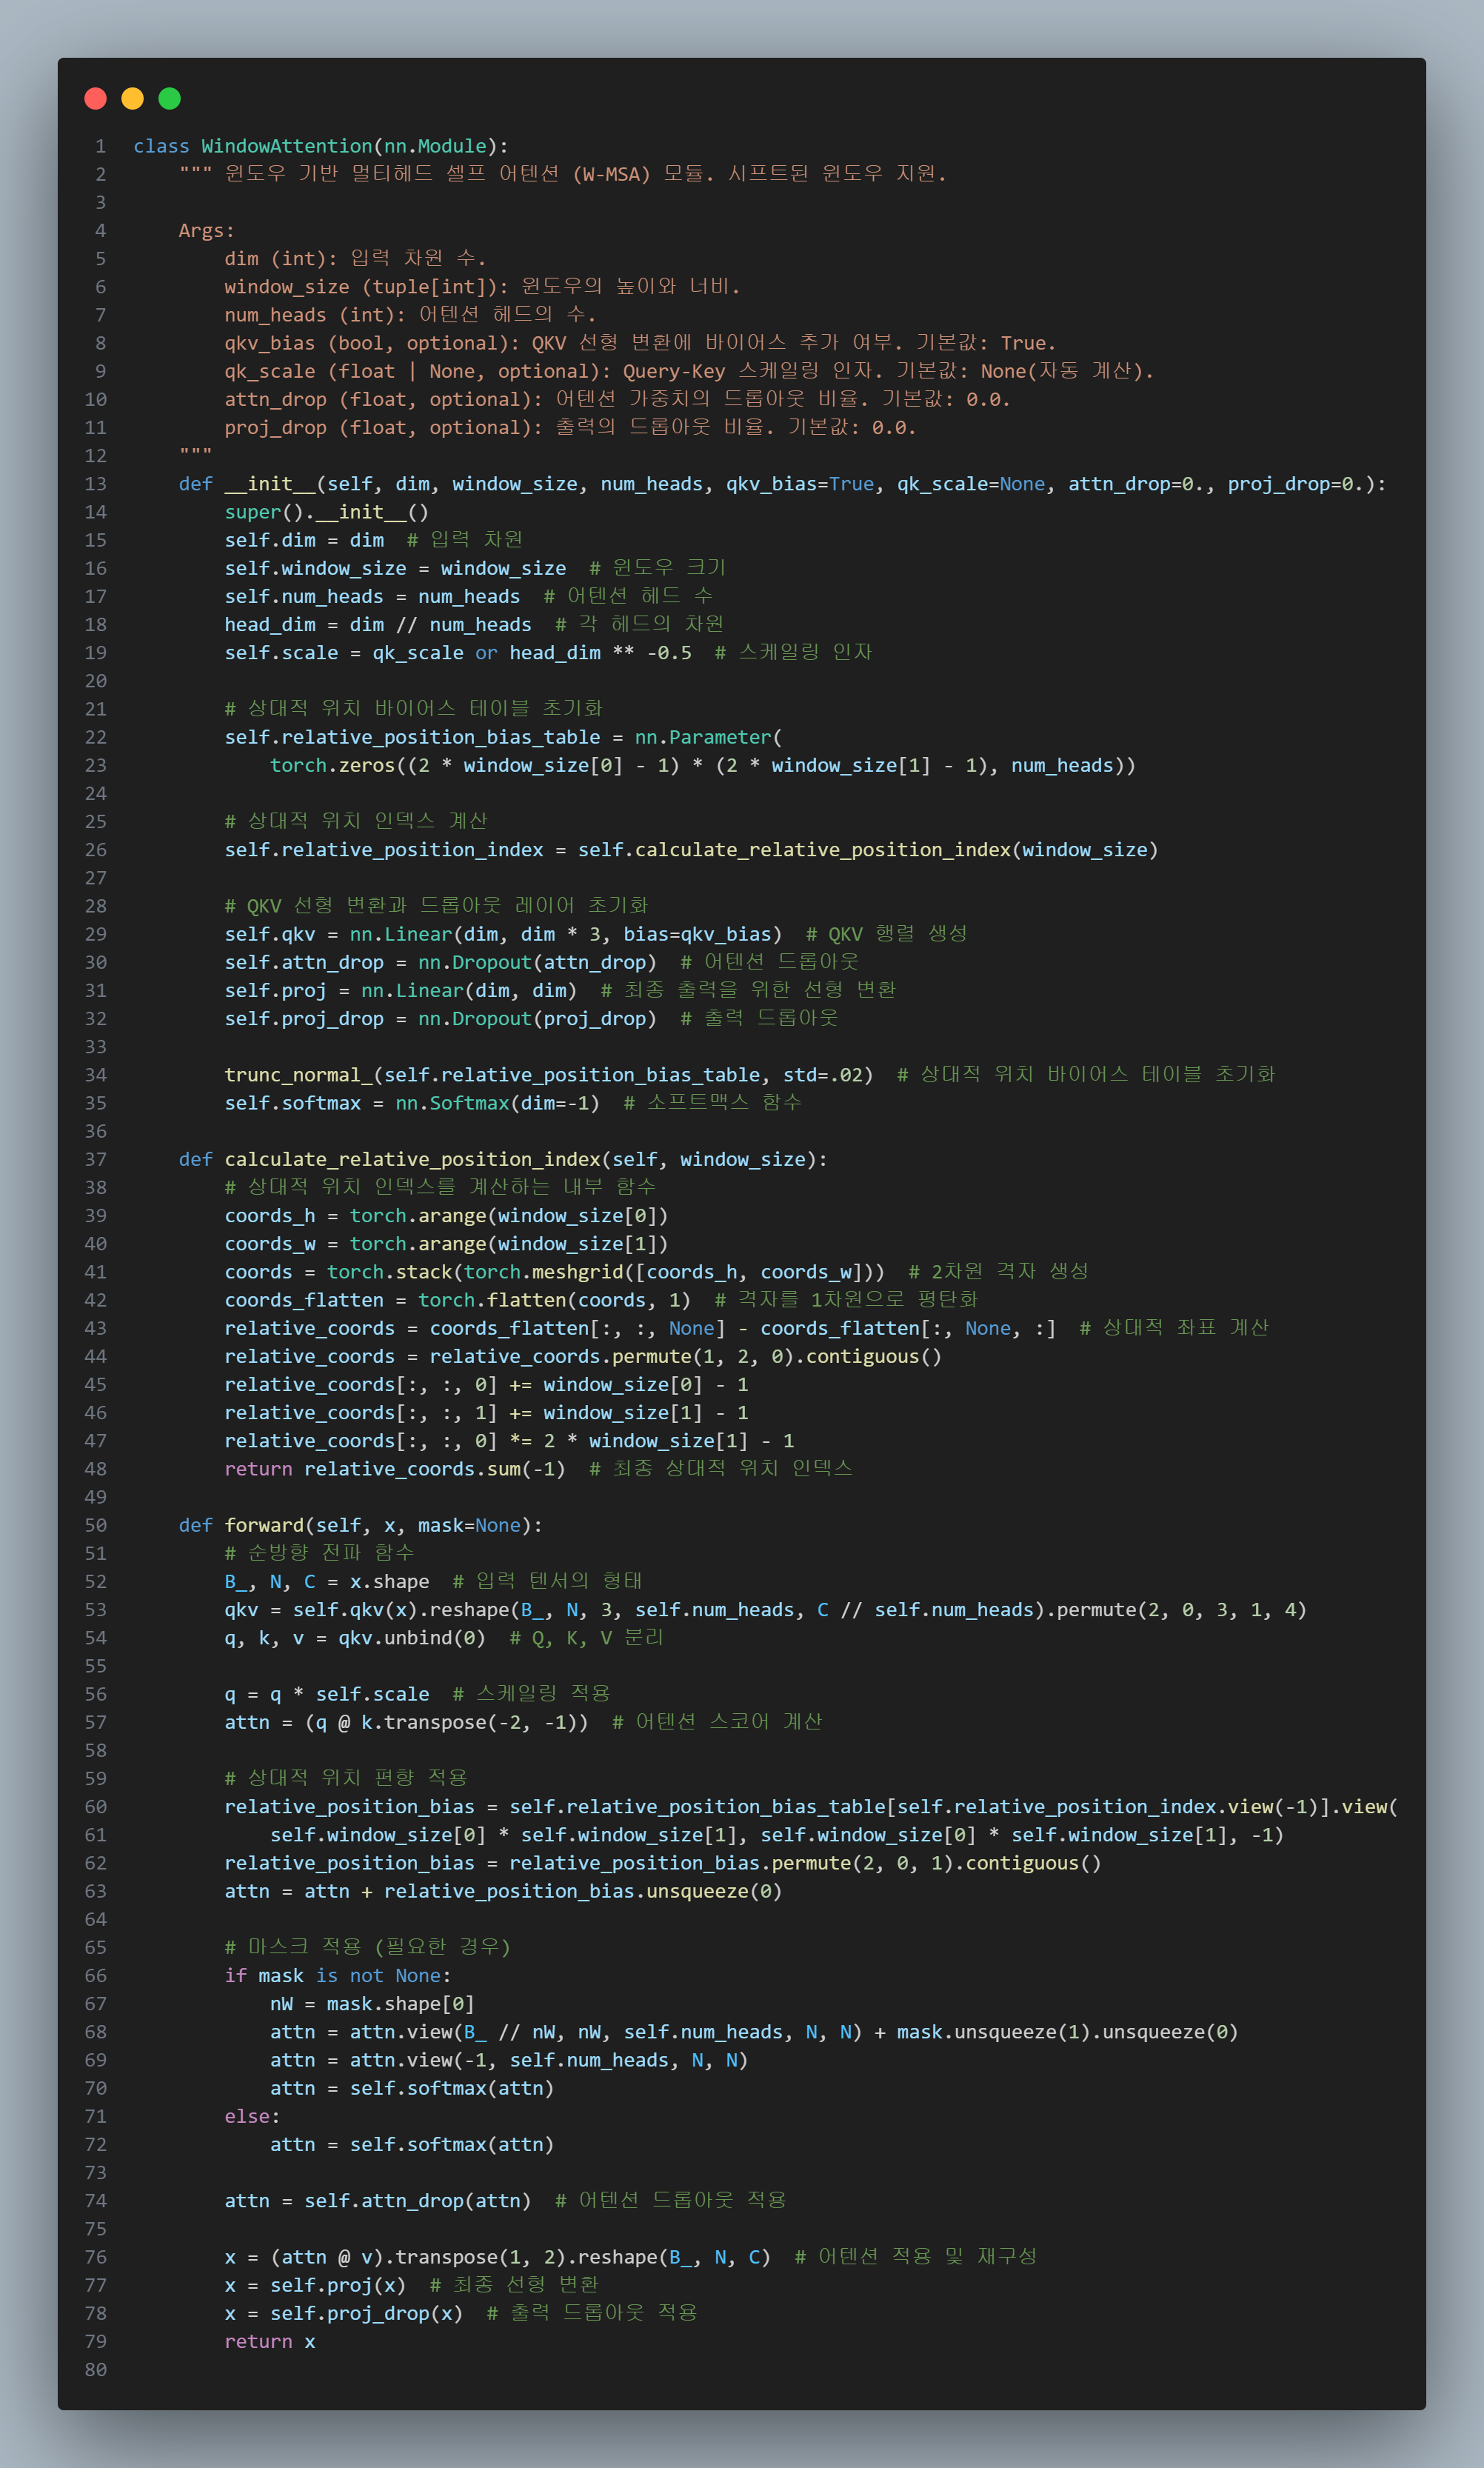 1 class WindowAttention(nn.Module):
2     """ 윈도우 기반 멀티헤드 셀프 어텐션 (W-MSA) 모듈. 시프트된 윈도우 지원.
3
4     Args:
5         dim (int): 입력 차원 수.
6         window_size (tuple[int]): 윈도우의 높이와 너비.
7         num_heads (int): 어텐션 헤드의 수.
8         qkv_bias (bool, optional): QKV 선형 변환에 바이어스 추가 여부. 기본값: True.
9         qk_scale (float | None, optional): Query-Key 스케일링 인자. 기본값: None(자동 계산).
10         attn_drop (float, optional): 어텐션 가중치의 드롭아웃 비율. 기본값: 0.0.
11         proj_drop (float, optional): 출력의 드롭아웃 비율. 기본값: 0.0.
12     """
13     def __init__(self, dim, window_size, num_heads, qkv_bias=True, qk_scale=None, attn_drop=0., proj_drop=0.):
14         super().__init__()
15         self.dim = dim  # 입력 차원
16         self.window_size = window_size  # 윈도우 크기
17         self.num_heads = num_heads  # 어텐션 헤드 수
18         head_dim = dim // num_heads  # 각 헤드의 차원
19         self.scale = qk_scale or head_dim ** -0.5  # 스케일링 인자
20
21         # 상대적 위치 바이어스 테이블 초기화
22         self.relative_position_bias_table = nn.Parameter(
23             torch.zeros((2 * window_size[0] - 1) * (2 * window_size[1] - 1), num_heads))
24
25         # 상대적 위치 인덱스 계산
26         self.relative_position_index = self.calculate_relative_position_index(window_size)
27
28         # QKV 선형 변환과 드롭아웃 레이어 초기화
29         self.qkv = nn.Linear(dim, dim * 3, bias=qkv_bias)  # QKV 행렬 생성
30         self.attn_drop = nn.Dropout(attn_drop)  # 어텐션 드롭아웃
31         self.proj = nn.Linear(dim, dim)  # 최종 출력을 위한 선형 변환
32         self.proj_drop = nn.Dropout(proj_drop)  # 출력 드롭아웃
33
34         trunc_normal_(self.relative_position_bias_table, std=.02)  # 상대적 위치 바이어스 테이블 초기화
35         self.softmax = nn.Softmax(dim=-1)  # 소프트맥스 함수
36
37     def calculate_relative_position_index(self, window_size):
38         # 상대적 위치 인덱스를 계산하는 내부 함수
39         coords_h = torch.arange(window_size[0])
40         coords_w = torch.arange(window_size[1])
41         coords = torch.stack(torch.meshgrid([coords_h, coords_w]))  # 2차원 격자 생성
42         coords_flatten = torch.flatten(coords, 1)  # 격자를 1차원으로 평탄화
43         relative_coords = coords_flatten[:, :, None] - coords_flatten[:, None, :]  # 상대적 좌표 계산
44         relative_coords = relative_coords.permute(1, 2, 0).contiguous()
45         relative_coords[:, :, 0] += window_size[0] - 1
46         relative_coords[:, :, 1] += window_size[1] - 1
47         relative_coords[:, :, 0] *= 2 * window_size[1] - 1
48         return relative_coords.sum(-1)  # 최종 상대적 위치 인덱스
49
50     def forward(self, x, mask=None):
51         # 순방향 전파 함수
52         B_, N, C = x.shape  # 입력 텐서의 형태
53         qkv = self.qkv(x).reshape(B_, N, 3, self.num_heads, C // self.num_heads).permute(2, 0, 3, 1, 4)
54         q, k, v = qkv.unbind(0)  # Q, K, V 분리
55
56         q = q * self.scale  # 스케일링 적용
57         attn = (q @ k.transpose(-2, -1))  # 어텐션 스코어 계산
58
59         # 상대적 위치 편향 적용
60         relative_position_bias = self.relative_position_bias_table[self.relative_position_index.view(-1)].view(
61             self.window_size[0] * self.window_size[1], self.window_size[0] * self.window_size[1], -1)
62         relative_position_bias = relative_position_bias.permute(2, 0, 1).contiguous()
63         attn = attn + relative_position_bias.unsqueeze(0)
64
65         # 마스크 적용 (필요한 경우)
66         if mask is not None:
67             nW = mask.shape[0]
68             attn = attn.view(B_ // nW, nW, self.num_heads, N, N) + mask.unsqueeze(1).unsqueeze(0)
69             attn = attn.view(-1, self.num_heads, N, N)
70             attn = self.softmax(attn)
71         else:
72             attn = self.softmax(attn)
73
74         attn = self.attn_drop(attn)  # 어텐션 드롭아웃 적용
75
76         x = (attn @ v).transpose(1, 2).reshape(B_, N, C)  # 어텐션 적용 및 재구성
77         x = self.proj(x)  # 최종 선형 변환
78         x = self.proj_drop(x)  # 출력 드롭아웃 적용
79         return x
80